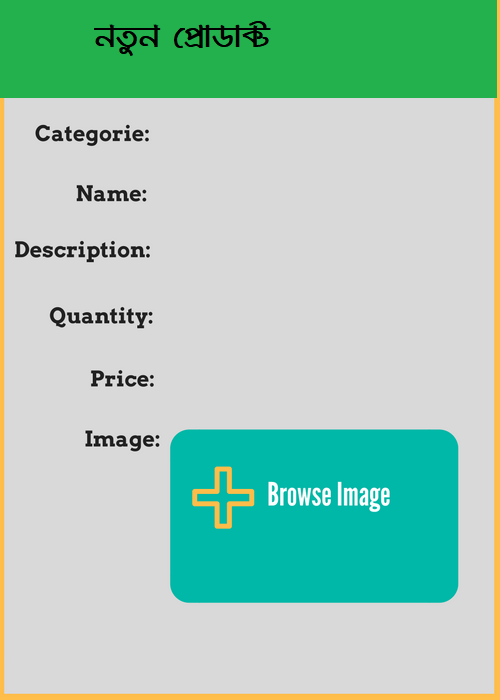 নতুন প্রোডাক্ট
Categorie:
Name:
Description:
Quantity:
Price:
Image:
Browse Image